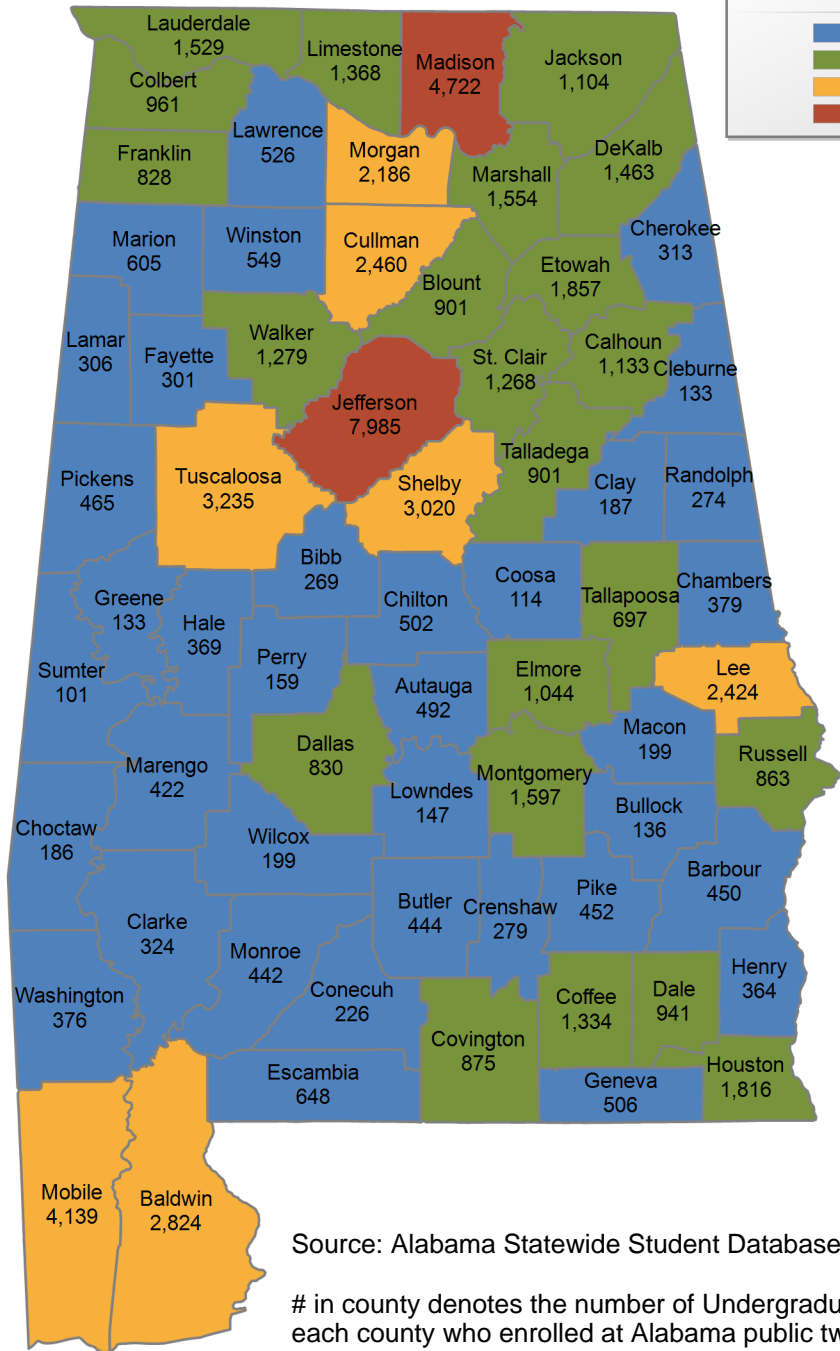 Lauderdale
1,529
Limestone
1,368
Madison
4,722
Jackson
1,104
Colbert
961
Lawrence
526
Morgan
2,186
Franklin
828
Marshall
1,554
DeKalb
1,463
Cherokee
313
Marion
605
Winston
549
Cullman
2,460
Blount
901
Etowah
1,857
Lamar
306
Fayette
301
Walker
1,279
St. Clair
1,268
Calhoun
1,133
Cleburne
133
Jefferson
7,985
Talladega
901
Pickens
465
Tuscaloosa
3,235
Shelby
3,020
Clay
187
Randolph
274
Bibb
269
Greene
133
Hale
369
Chilton
502
Coosa
114
Tallapoosa
697
Chambers
379
Sumter
101
Perry
159
Autauga
492
Elmore
1,044
Lee
2,424
Dallas
830
Macon
199
Russell
863
Marengo
422
Lowndes
147
Montgomery
1,597
Bullock
136
Choctaw
186
Wilcox
199
Barbour
450
Clarke
324
Butler
444
Crenshaw
279
Pike
452
Monroe
442
Henry
364
Washington
376
Conecuh
226
Coffee
1,334
Dale
941
Covington
875
Houston
1,816
Escambia
648
Geneva
506
Mobile
4,139
Baldwin
2,824
Source: Alabama Statewide Student Database
# in county denotes the number of Undergradu
each county who enrolled at Alabama public tw